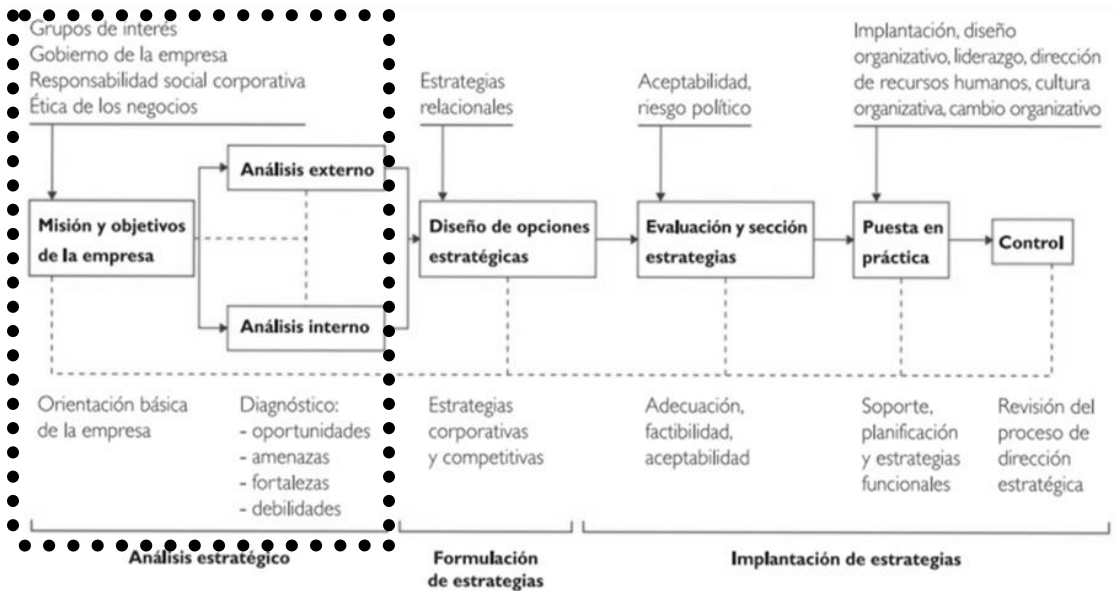 Grupos de interés
Gobierno de la empresa
Responsabilidad social corporativa
Ética de los negocios
Estrategias
relacionales
Aceptabilidad,
riesgo político
Implantación, diseño
organizativo, liderazgo, dirección
de recursos humanos, cultura
organizativa, cambio organizativo
Misión y objetivos
de la empresa
Análisis externo
Análisis interno
Diseño de opciones
estratégicas
Evaluación y sección
estrategias
Puesta en
práctica
Control
Orientación básica
de la empresa
Diagnóstico:
- oportunidades
- amenazas
- fortalezas
- debilidades
Estrategias
corporativas
y competitivas
Adecuación,
factibilidad,
aceptabilidad
Soporte,
planificación
y estrategias
funcionales
Revisión del
proceso de
dirección
estratégica
Análisis estratégico
Formulación
de estrategias
Implantación de estrategias